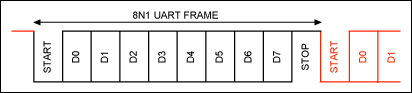 8N1 UART FRAME
START D0 D1 D2 D3 D4 D5 D6 D7 STOP START D0 D1